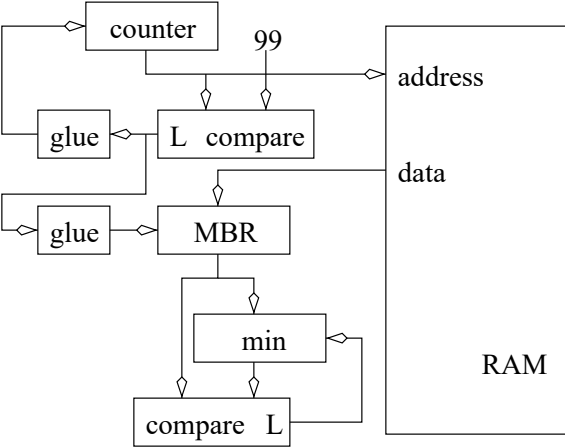 counter
99
address
glue
L compare
data
glue
MBR
min
RAM
compare L